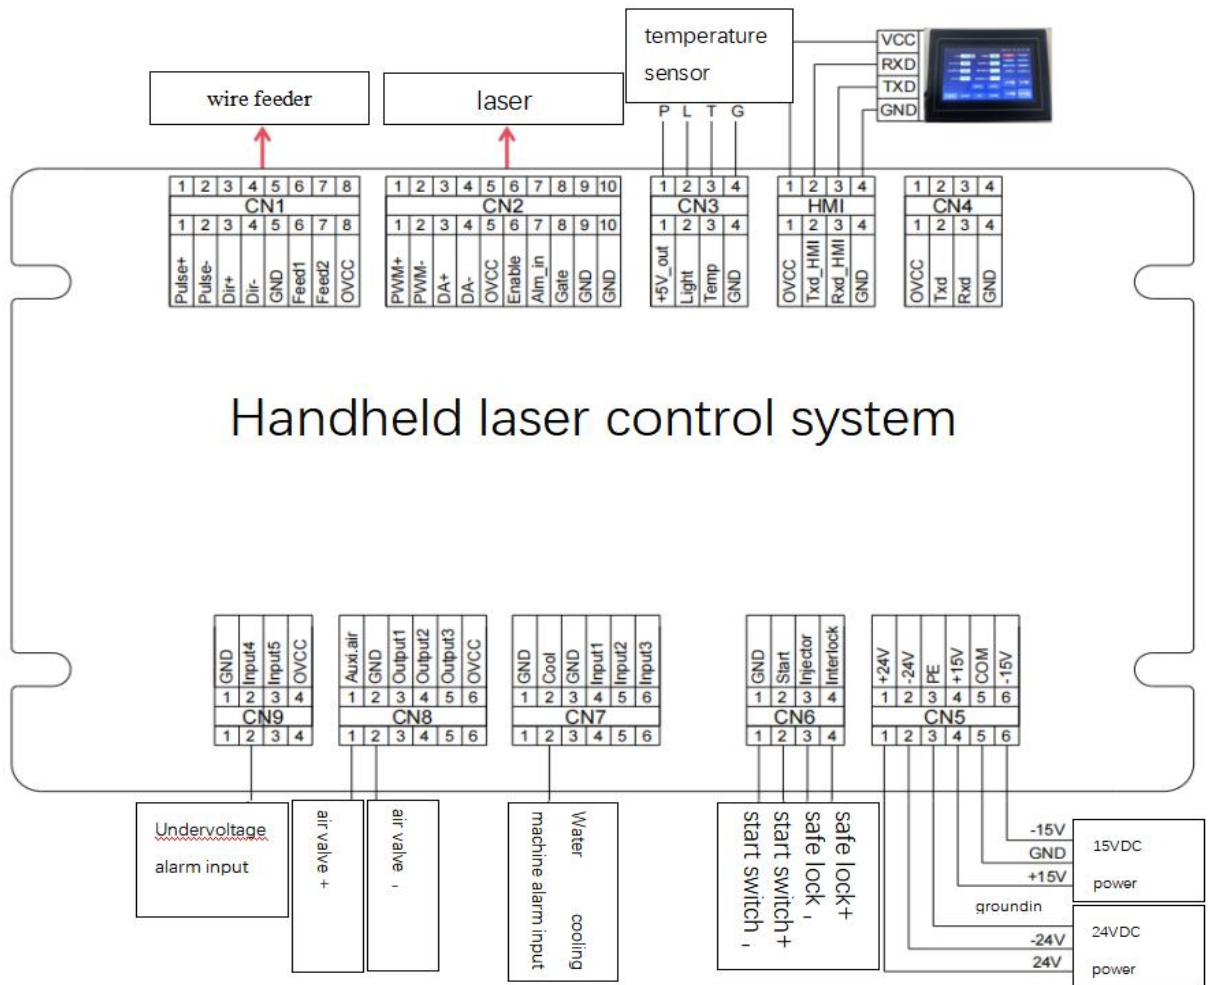 temperature
sensor
VCC
RXD
TXD
GND
wire feeder
laser
P L T G
1 2 3 4 5 6 7 8
CN1
1 2 3 4 5 6 7 8
Pulse+
Pulse-
Dir+
Dir-
GND
Feed1
Feed2
OVCC
1 2 3 4 5 6 7 8 9 10
CN2
1 2 3 4 5 6 7 8 9 10
PWM+
PWM-
DA+
DA-
OVCC
Enable
Alm_in
Gate
GND
GND
1 2 3 4
CN3
1 2 3 4
+5V_out
Light
Temp
GND
1 2 3 4
HMI
1 2 3 4
OVCC
Txd_HMI
Rxd_HMI
GND
1 2 3 4
CN4
1 2 3 4
OVCC
Txd
Rxd
GND
Handheld laser control system
GND
Input4
Input5
OVCC
1 2 3 4
CN9
1 2 3 4
Auxi.air
GND
Output1
Output2
Output3
OVCC
1 2 3 4 5 6
CN8
1 2 3 4 5 6
GND
Cool
GND
Input1
Input2
Input3
1 2 3 4 5 6
CN7
1 2 3 4 5 6
GND
Start
Injector
Interlock
1 2 3 4
CN6
1 2 3 4
+24V
-24V
PE
+15V
COM
-15V
1 2 3 4 5 6
CN5
1 2 3 4 5 6
Undervoltage
alarm input
air valve +
air valve -
Water cooling
machine alarm input
safe lock+
safe lock -
start switch+
start switch -
-15V
GND
+15V
15VDC
power
groundin
-24V
24V
24VDC
power